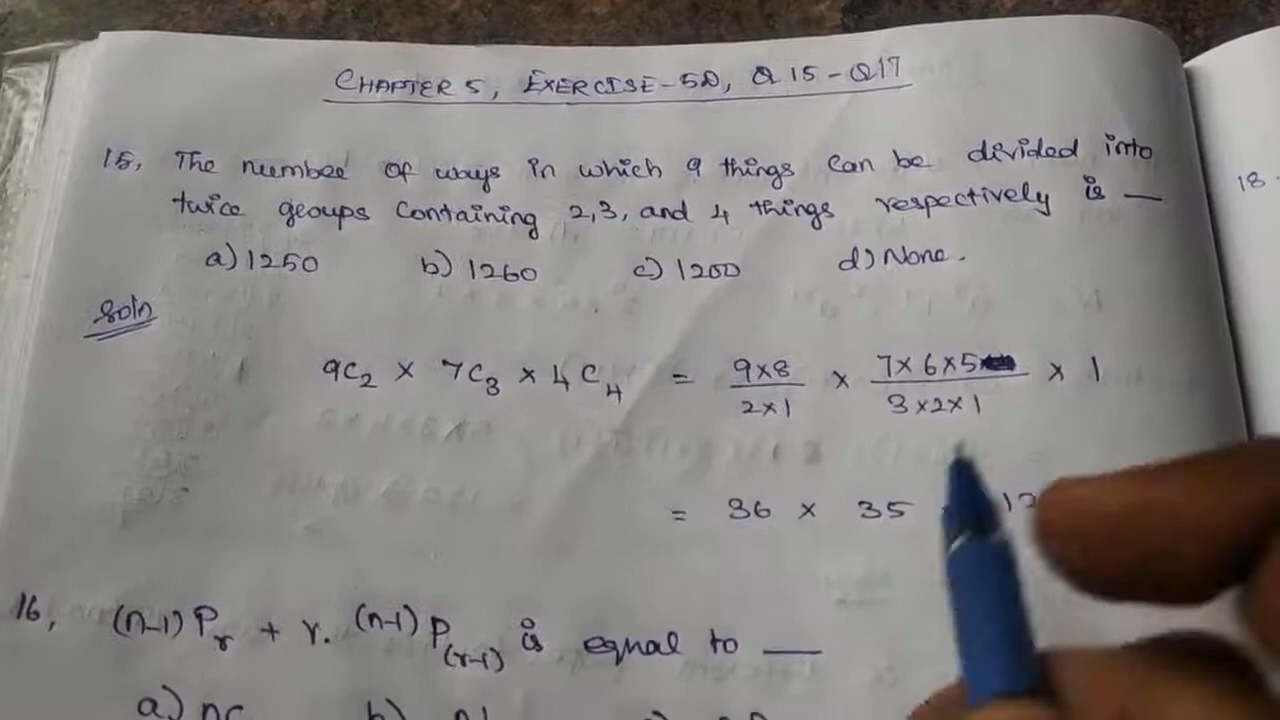 CHAPTER 5, EXERCISE-5D, Q 15 - Q17
15, The number of ways in which 9 things can be divided into
twice groups containing 2,3, and 4 things respectively is —
a) 1250 b) 1260 c) 1200 d) None.
Soln
9C2 × 7C3 × 4C4 = 9×8/2×1 × 7×6×5/3×2×1 × 1
= 36 × 35
16, (n-1)Pr + r. (n-1)P(r-1) is equal to —
a) nC b)
18.